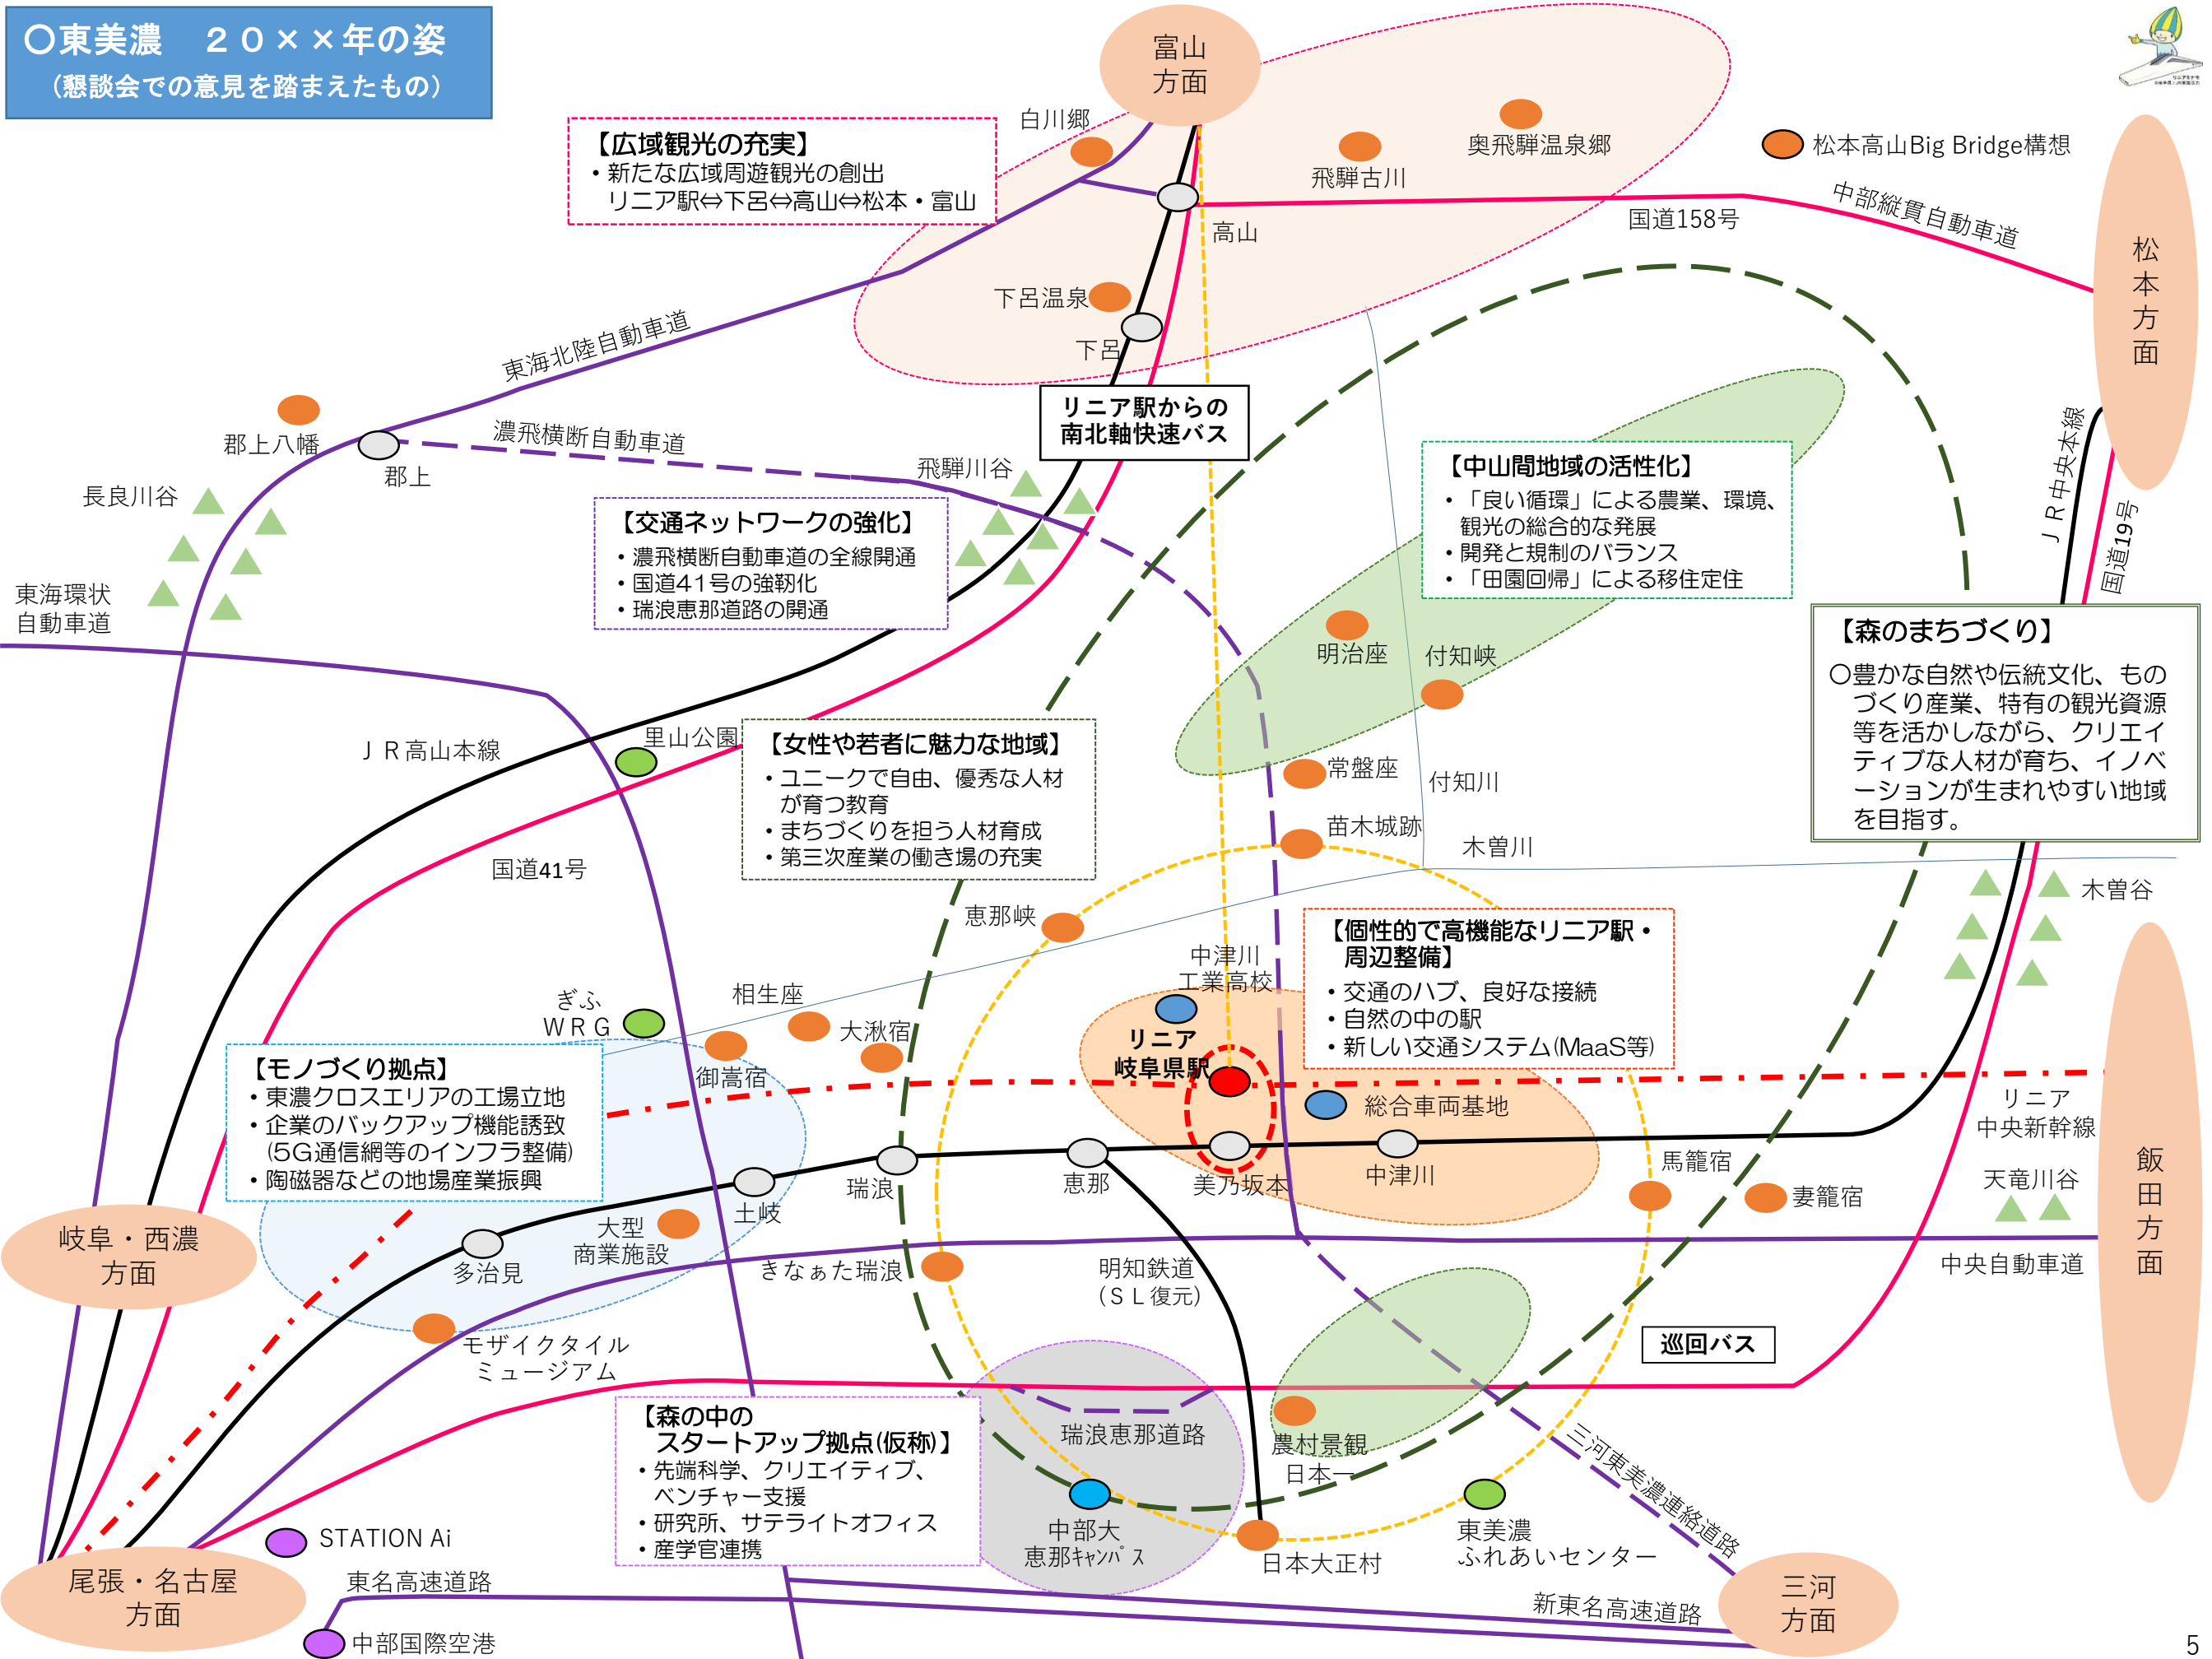 〇東美濃　２０××年の姿
（懇談会での意見を踏まえたもの）
富山
方面
白川郷
奥飛騨温泉郷
飛騨古川
松本高山Big Bridge構想
【広域観光の充実】
・新たな広域周遊観光の創出
リニア駅⇔下呂⇔高山⇔松本・富山
高山
国道158号
中部縦貫自動車道
松本方面
下呂温泉
下呂
東海北陸自動車道
リニア駅からの
南北軸快速バス
郡上八幡
郡上
濃飛横断自動車道
飛騨川谷
長良川谷
【交通ネットワークの強化】
・濃飛横断自動車道の全線開通
・国道４１号の強靭化
・瑞浪恵那道路の開通
【中山間地域の活性化】
・「良い循環」による農業、環境、
観光の総合的な発展
・開発と規制のバランス
・「田園回帰」による移住定住
ＪＲ中央本線
国道19号
東海環状
自動車道
明治座
付知峡
【森のまちづくり】
〇豊かな自然や伝統文化、もの
づくり産業、特有の観光資源
等を活かしながら、クリエイ
ティブな人材が育ち、イノベ
ーションが生まれやすい地域
を目指す。
ＪＲ高山本線
里山公園
【女性や若者に魅力な地域】
・ユニークで自由、優秀な人材
が育つ教育
・まちづくりを担う人材育成
・第三次産業の働き場の充実
常盤座
付知川
苗木城跡
木曽川
国道41号
木曽谷
恵那峡
【個性的で高機能なリニア駅・
周辺整備】
・交通のハブ、良好な接続
・自然の中の駅
・新しい交通システム(MaaS等)
中津川
工業高校
ぎふ
ＷＲＧ
相生座
大湫宿
御嵩宿
リニア
岐阜県駅
総合車両基地
【モノづくり拠点】
・東濃クロスエリアの工場立地
・企業のバックアップ機能誘致
(５Ｇ通信網等のインフラ整備)
・陶磁器などの地場産業振興
リニア
中央新幹線
瑞浪
恵那
美乃坂本
中津川
馬籠宿
妻籠宿
天竜川谷
飯田方面
岐阜・西濃
方面
土岐
大型
商業施設
多治見
きなぁた瑞浪
明知鉄道
（ＳＬ復元）
中央自動車道
モザイクタイル
ミュージアム
巡回バス
【森の中の
スタートアップ拠点(仮称)】
・先端科学、クリエイティブ、
ベンチャー支援
・研究所、サテライトオフィス
・産学官連携
瑞浪恵那道路
農村景観
日本一
三河東美濃連絡道路
中部大
恵那ｷｬﾝﾊﾟｽ
日本大正村
東美濃
ふれあいセンター
STATION Ai
尾張・名古屋
方面
東名高速道路
中部国際空港
新東名高速道路
三河
方面
5